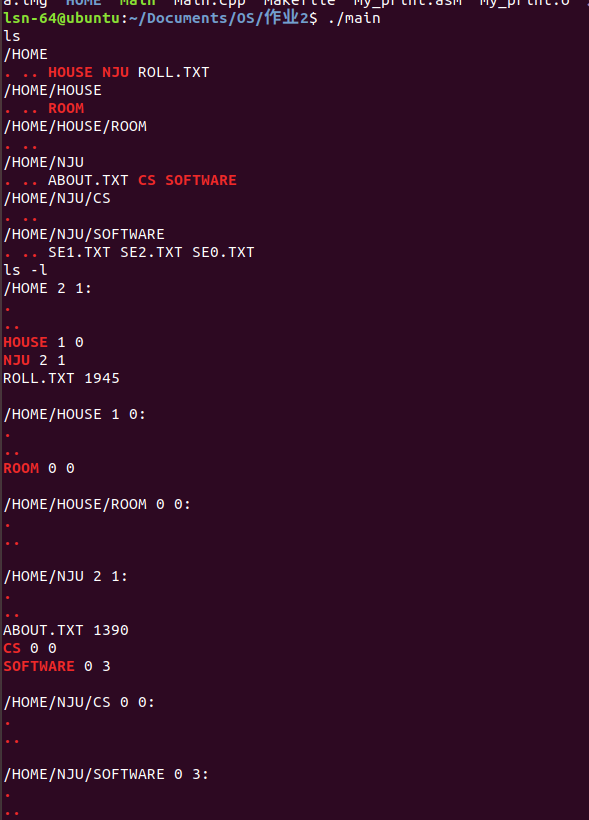 a.img HOME Main Main.cpp Makefile My_print.asm My_print.o
lsn-64@ubuntu:~/Documents/OS/作业2$ ./main
ls
/HOME
. .. HOUSE NJU ROLL.TXT
/HOME/HOUSE
. .. ROOM
/HOME/HOUSE/ROOM
. ..
/HOME/NJU
. .. ABOUT.TXT CS SOFTWARE
/HOME/NJU/CS
. ..
/HOME/NJU/SOFTWARE
. .. SE1.TXT SE2.TXT SE0.TXT
ls -l
/HOME 2 1:
.
..
HOUSE 1 0
NJU 2 1
ROLL.TXT 1945
/HOME/HOUSE 1 0:
.
..
ROOM 0 0
/HOME/HOUSE/ROOM 0 0:
.
..
/HOME/NJU 2 1:
.
..
ABOUT.TXT 1390
CS 0 0
SOFTWARE 0 3
/HOME/NJU/CS 0 0:
.
..
/HOME/NJU/SOFTWARE 0 3:
.
..